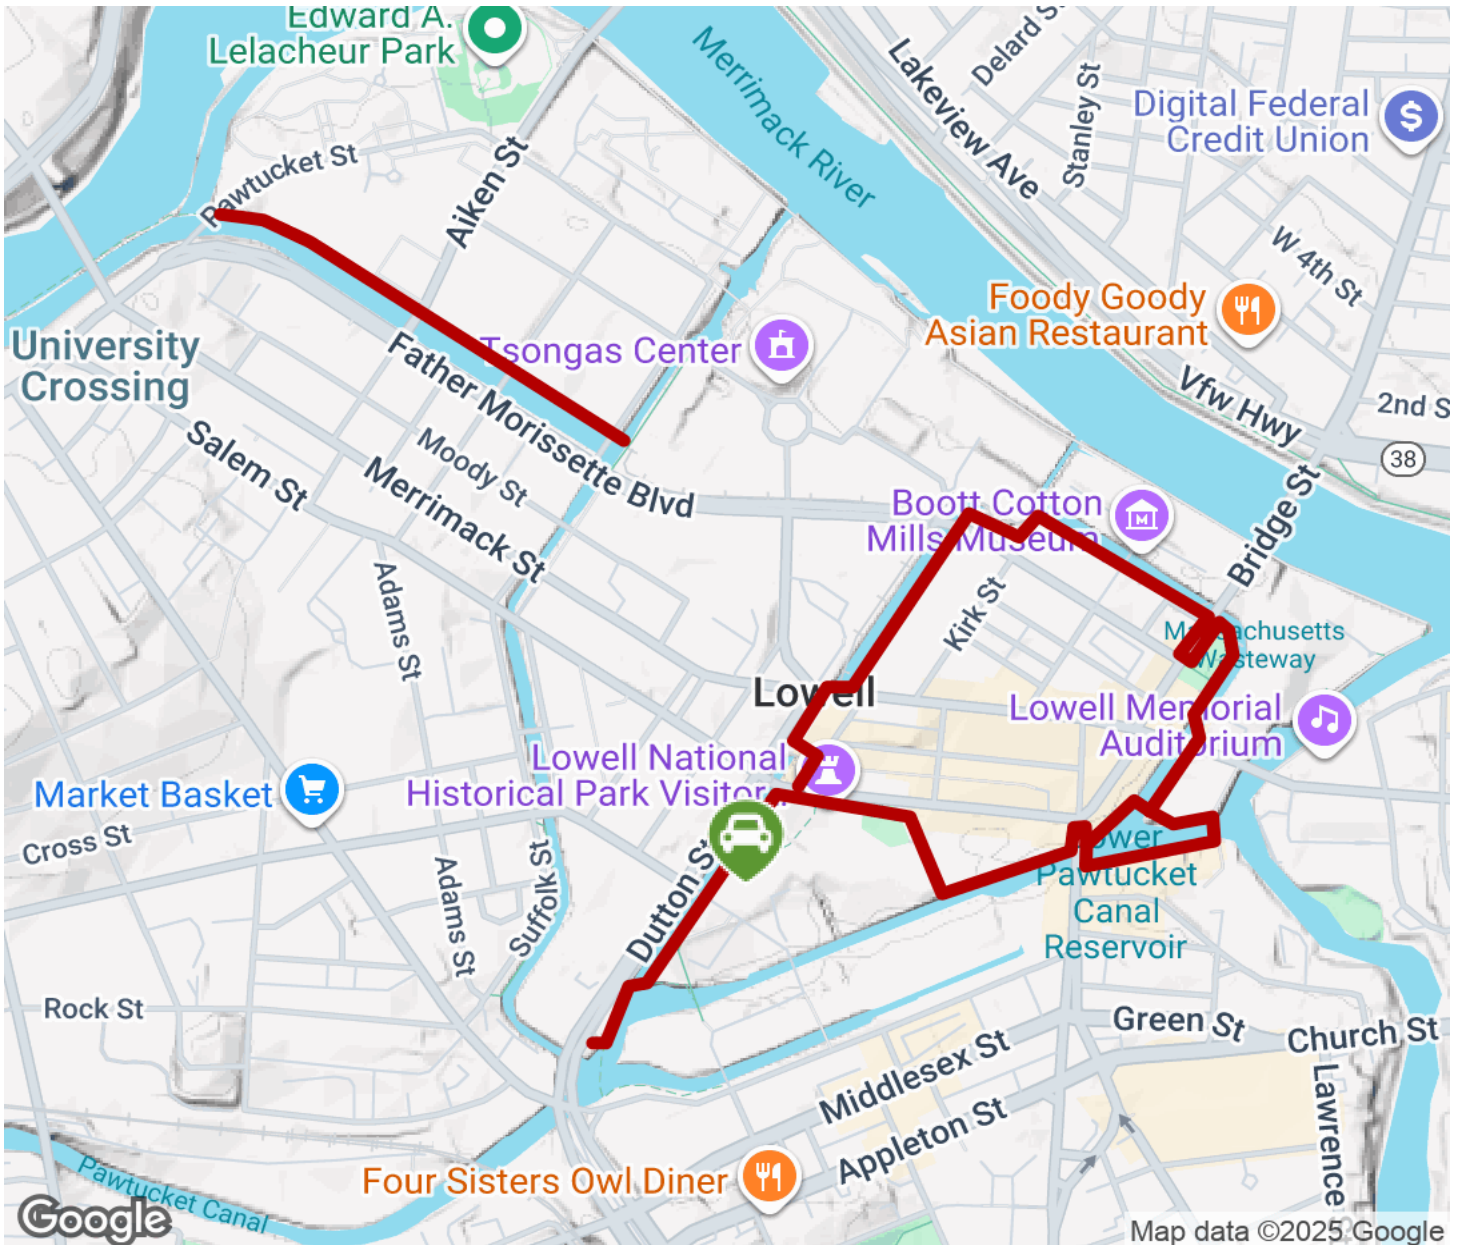 Edward A.
Lelacheur Park
Merrimack River
Lakeview Ave
Delard St
Stanley St
Digital Federal
Credit Union
Pawtucket St
Aiken St
W 4th St
Foody Goody
Asian Restaurant
University
Crossing
Tsongas Center
Father Morissette Blvd
Vfw Hwy
2nd S
38
Salem St
Moody St
Merrimack St
Boott Cotton
Mills Museum
Bridge St
Adams St
Kirk St
Massachusetts
Wasteway
Lowell
Lowell Memorial
Auditorium
Lowell National
Historical Park Visitor
Market Basket
Cross St
Suffolk St
Adams St
Dutton St
Lower
Pawtucket
Canal
Reservoir
Rock St
Green St
Church St
Middlesex St
Appleton St
Lawrence S
Four Sisters Owl Diner
Pawtucket Canal
Google
Map data ©2025 Google